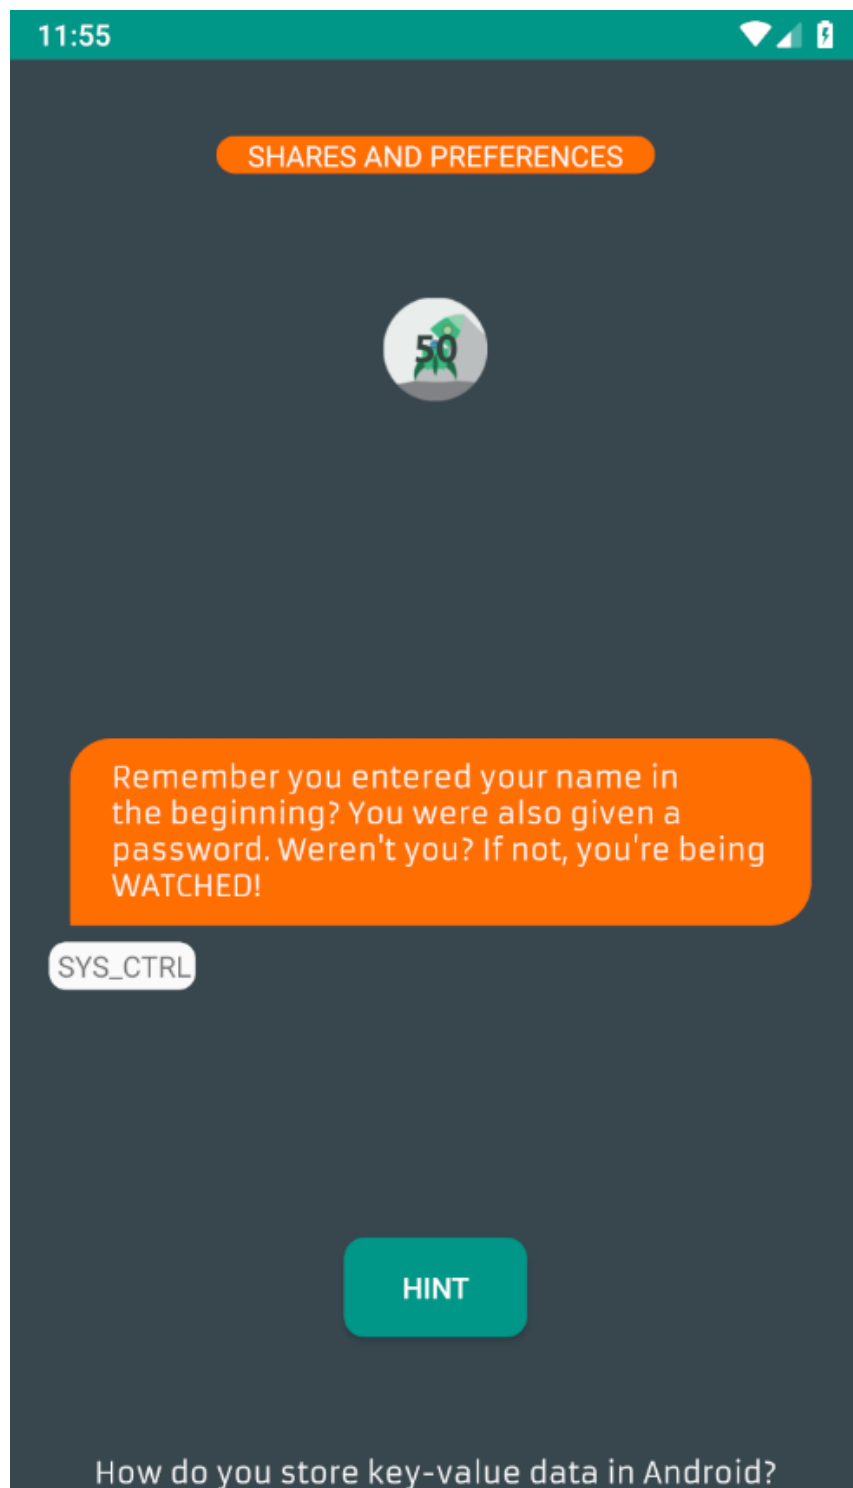 11:55
SHARES AND PREFERENCES
50
Remember you entered your name in
the beginning? You were also given a
password. Weren't you? If not, you're being
WATCHED!
SYS_CTRL
HINT
How do you store key-value data in Android?